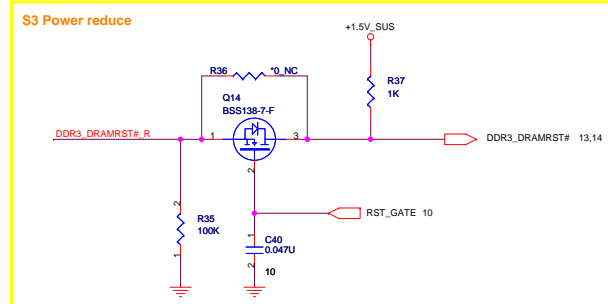 S3 Power reduce
+1.5V_SUS
R36 *0_NC
R37
1K
Q14
BSS138-7-F
DDR3_DRAMRST#_R
1
3
DDR3_DRAMRST# 13,14
2
2
R35
100K
1
RST_GATE 10
1
C40
0.047U
2
10